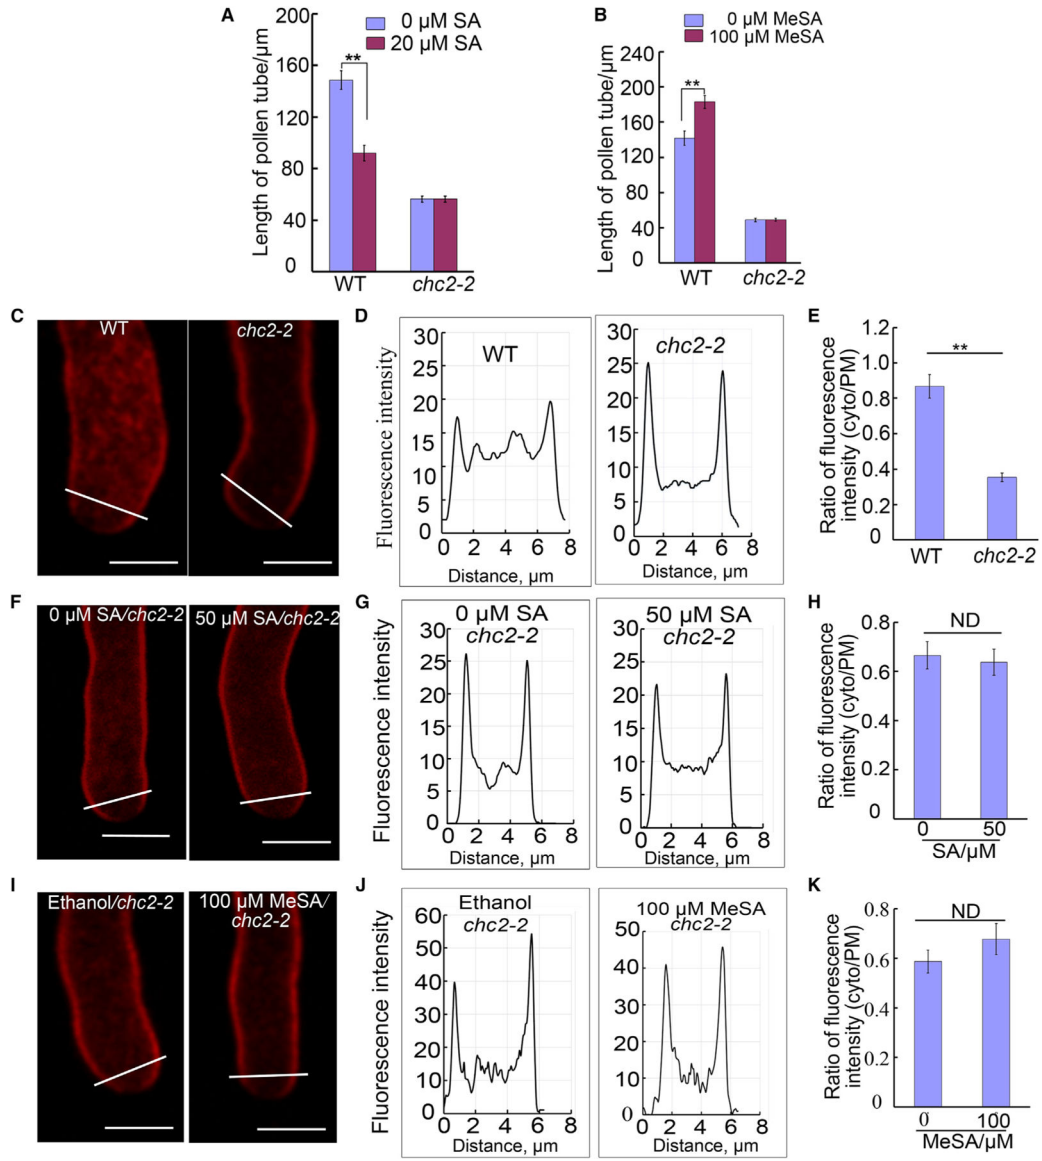 A
0 µM SA
20 µM SA
Length of pollen tube/µm
200
160
120
80
40
0
**
WT
chc2-2
B
0 µM MeSA
100 µM MeSA
Length of pollen tube/µm
240
200
160
120
80
40
0
**
WT
chc2-2
C
WT
chc2-2
D
Fluorescence intensity
30
25
20
15
10
5
0
WT
0 2 4 6 8
Distance, µm
30
25
20
15
10
5
0
chc2-2
0 2 4 6 8
Distance, µm
E
Ratio of fluorescence
intensity (cyto/PM)
1.2
1.0
0.8
0.6
0.4
0.2
0
**
WT
chc2-2
F
0 µM SA/chc2-2
50 µM SA/chc2-2
G
Fluorescence intensity
0 µM SA
chc2-2
30
25
20
15
10
5
0
0 2 4 6 8
Distance, µm
50 µM SA
chc2-2
30
25
20
15
10
5
0
0 2 4 6 8
Distance, µm
H
Ratio of fluorescence
intensity (cyto/PM)
0.8
0.6
0.4
0.2
0
ND
0 50
SA/µM
I
Ethanol/chc2-2
100 µM MeSA/
chc2-2
J
Fluorescence intensity
Ethanol
chc2-2
60
50
40
30
20
10
0
0 2 4 6 8
Distance, µm
100 µM MeSA
chc2-2
50
40
30
20
10
0
0 2 4 6 8
Distance, µm
K
Ratio of fluorescence
intensity (cyto/PM)
0.8
0.6
0.4
0.2
0
ND
0 100
MeSA/µM